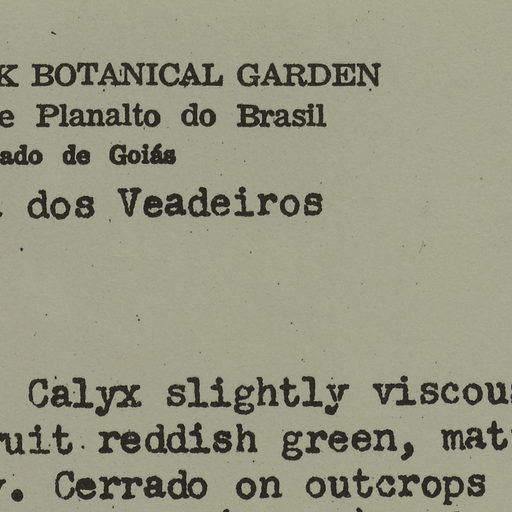 K BOTANICAL GARDEN
e Planalto do Brasil
ado de Goiás
dos Veadeiros
Calyx slightly viscous
ruit reddish green, mat
y. Cerrado on outcrops